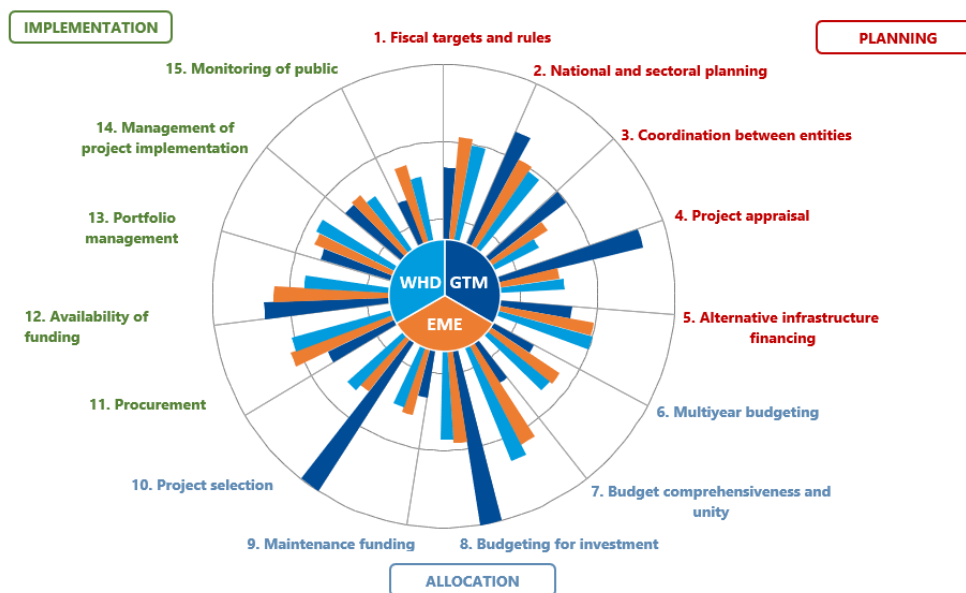 IMPLEMENTATION
PLANNING
1. Fiscal targets and rules
2. National and sectoral planning
3. Coordination between entities
4. Project appraisal
5. Alternative infrastructure
financing
6. Multiyear budgeting
7. Budget comprehensiveness and
unity
8. Budgeting for investment
9. Maintenance funding
10. Project selection
11. Procurement
12. Availability of
funding
13. Portfolio
management
14. Management of
project implementation
15. Monitoring of public
WHD
GTM
EME
ALLOCATION